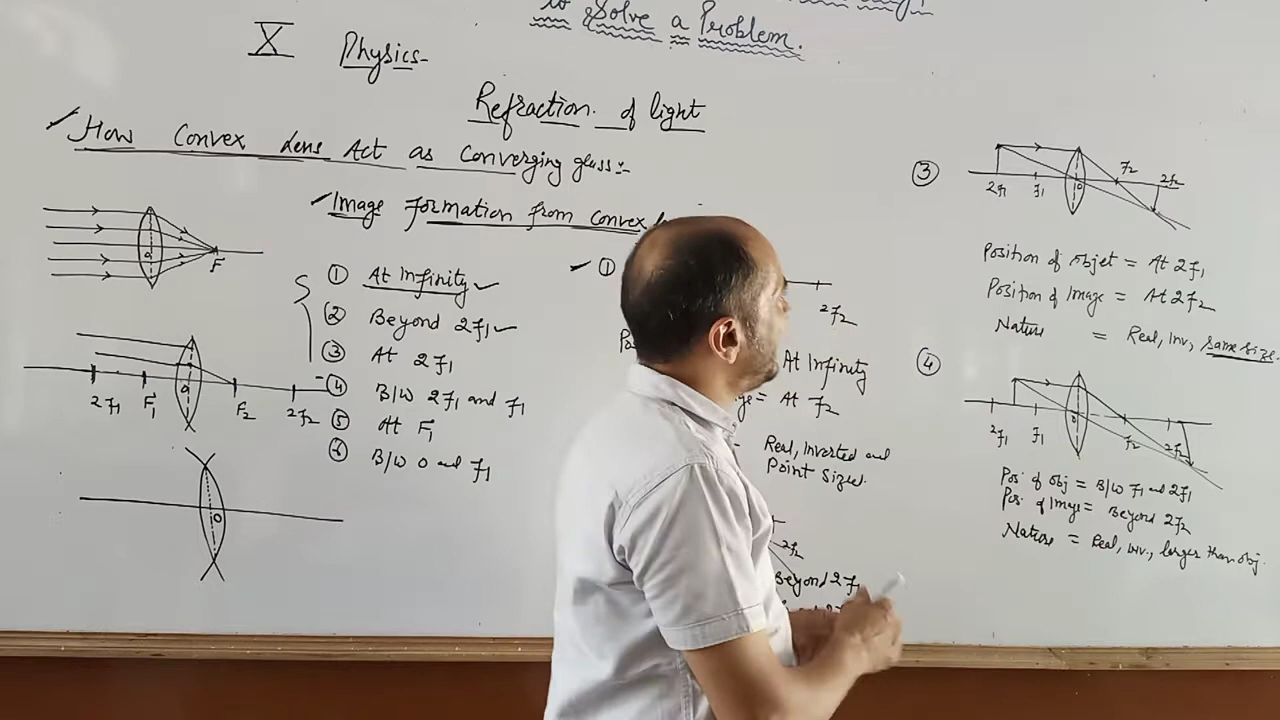 to Solve a Problem.
X Physics-
Refraction of light
How Convex Lens Act as Converging glass:-
Image formation from convex
O
F
① At Infinity
② Beyond 2F1
③ At 2F1
④ B/W 2F1 and F1
⑤ At F1
⑥ B/W O and F1
2F1 F1 O F2 2F2
O
①
2F2
At Infinity
= At F2
Real, Inverted and
Point Sized.
2F2
Beyond 2F1
③
2F1 F1 O F2 2F2
Position of objet = At 2F1
Position of Image = At 2F2
Nature = Real, Inv, same size
④
2F1 F1 O F2 2F2
Pos. of obj = B/W F1 and 2F1
Pos. of Image = Beyond 2F2
Nature = Real, Inv., larger than obj.